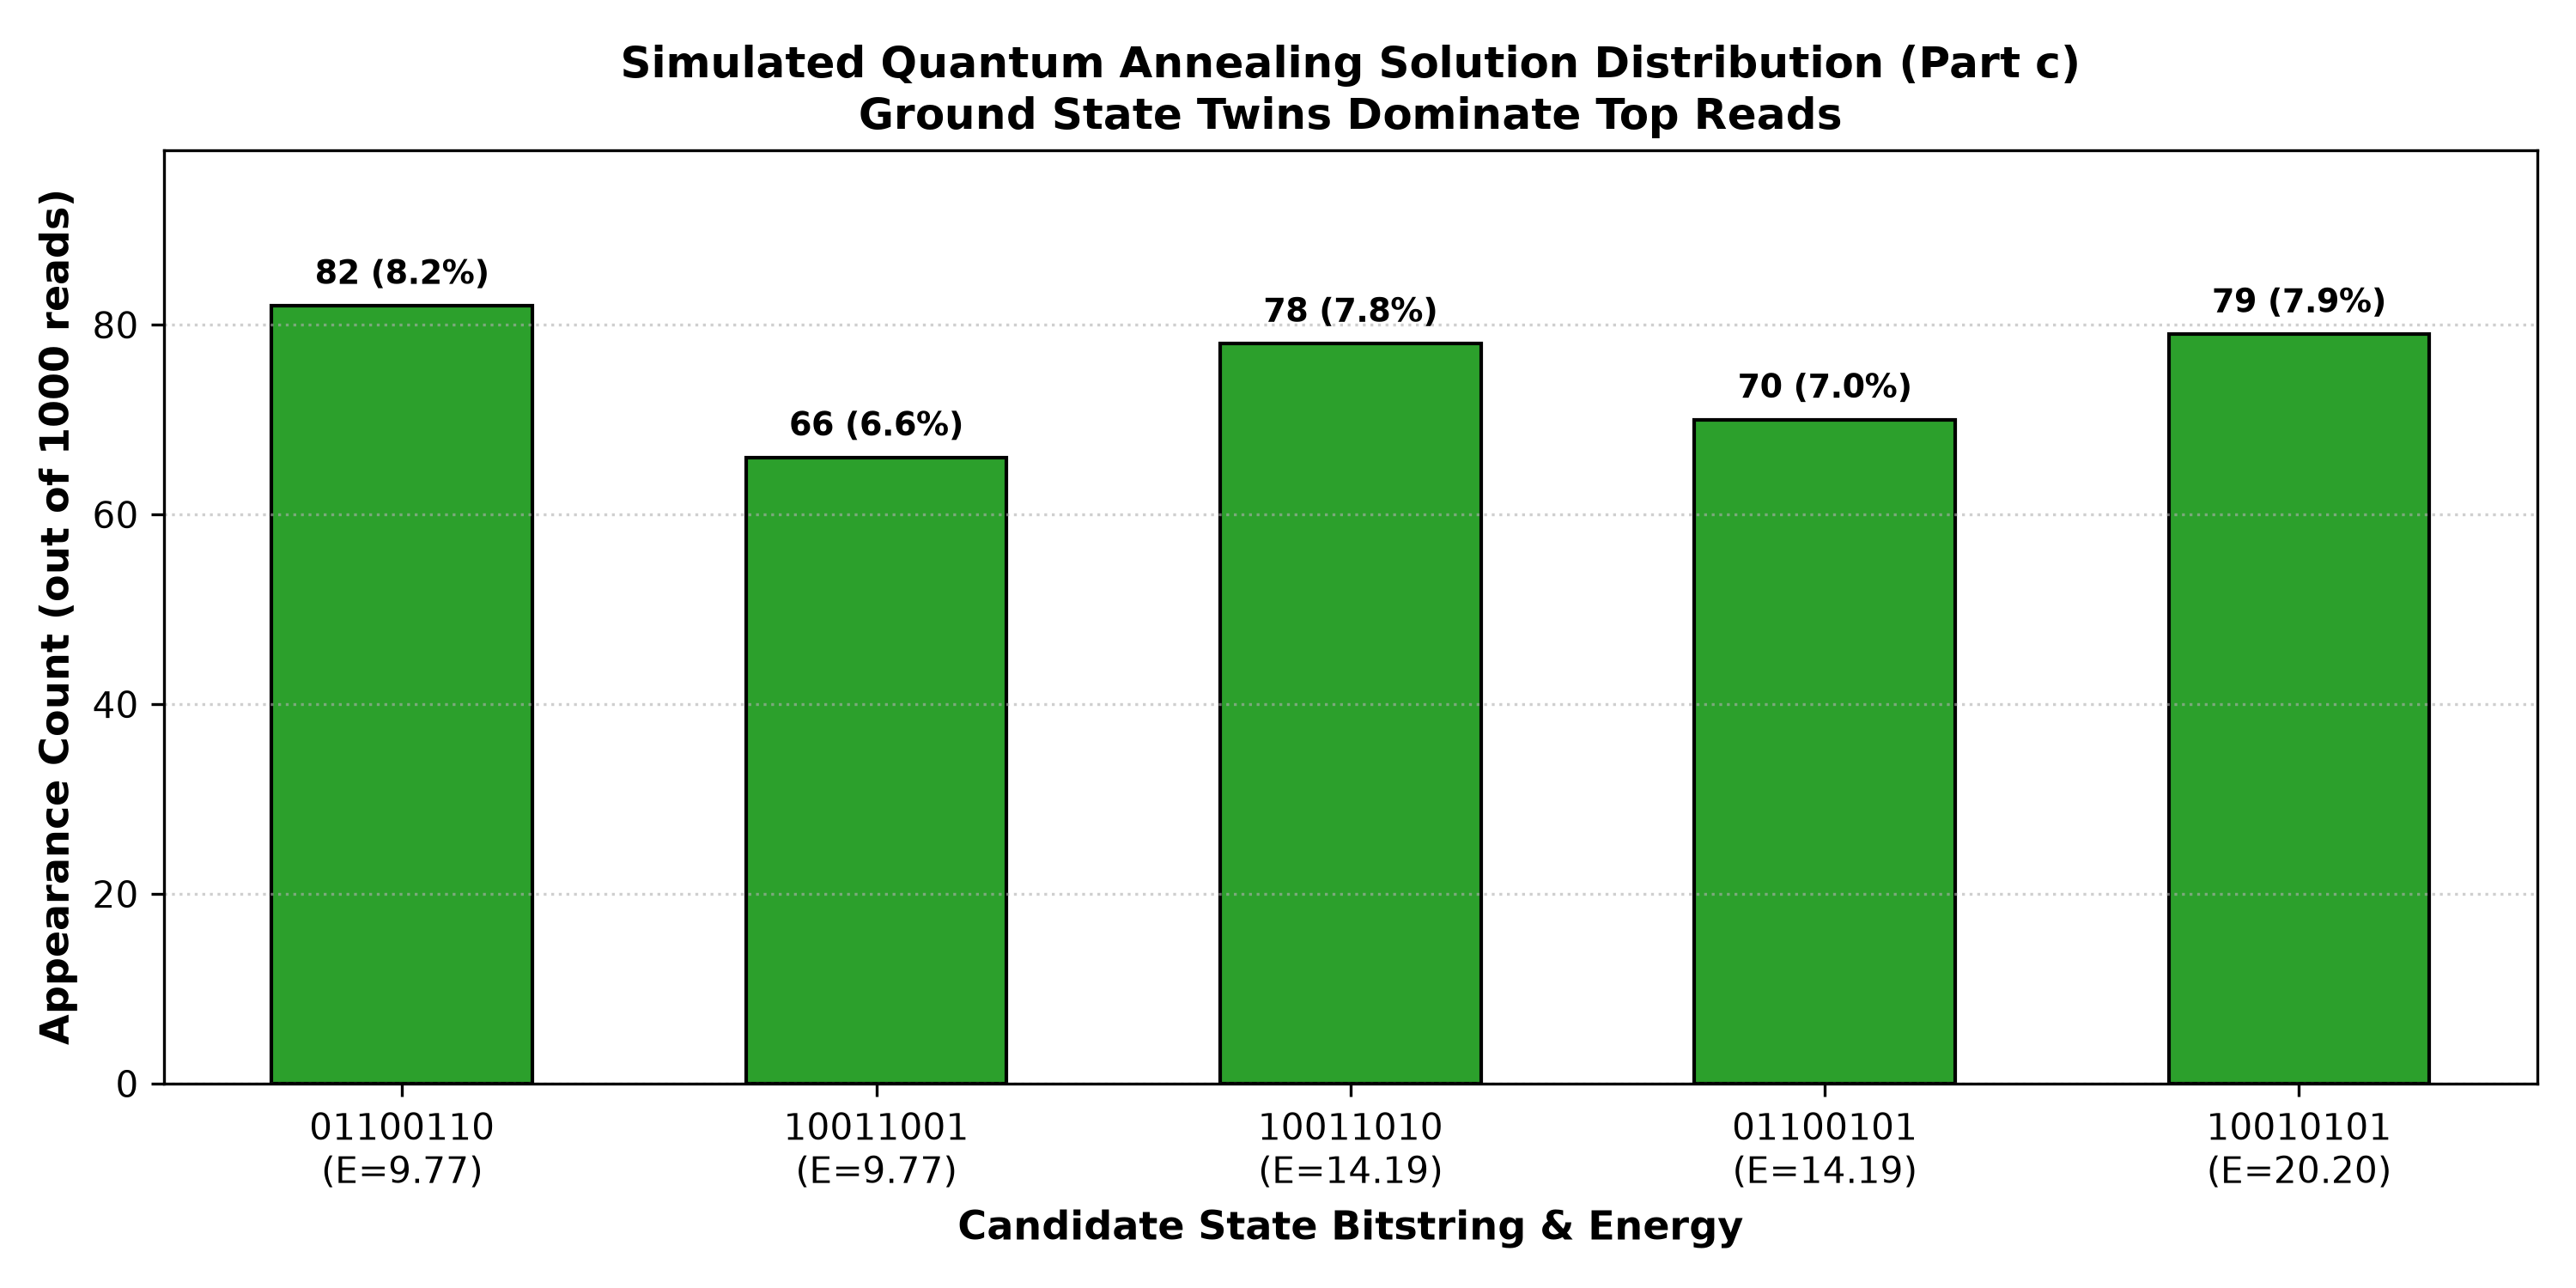 Simulated Quantum Annealing Solution Distribution (Part c)
Ground State Twins Dominate Top Reads
Appearance Count (out of 1000 reads)
80
60
40
20
0
82 (8.2%)
66 (6.6%)
78 (7.8%)
70 (7.0%)
79 (7.9%)
01100110
(E=9.77)
10011001
(E=9.77)
10011010
(E=14.19)
01100101
(E=14.19)
10010101
(E=20.20)
Candidate State Bitstring & Energy